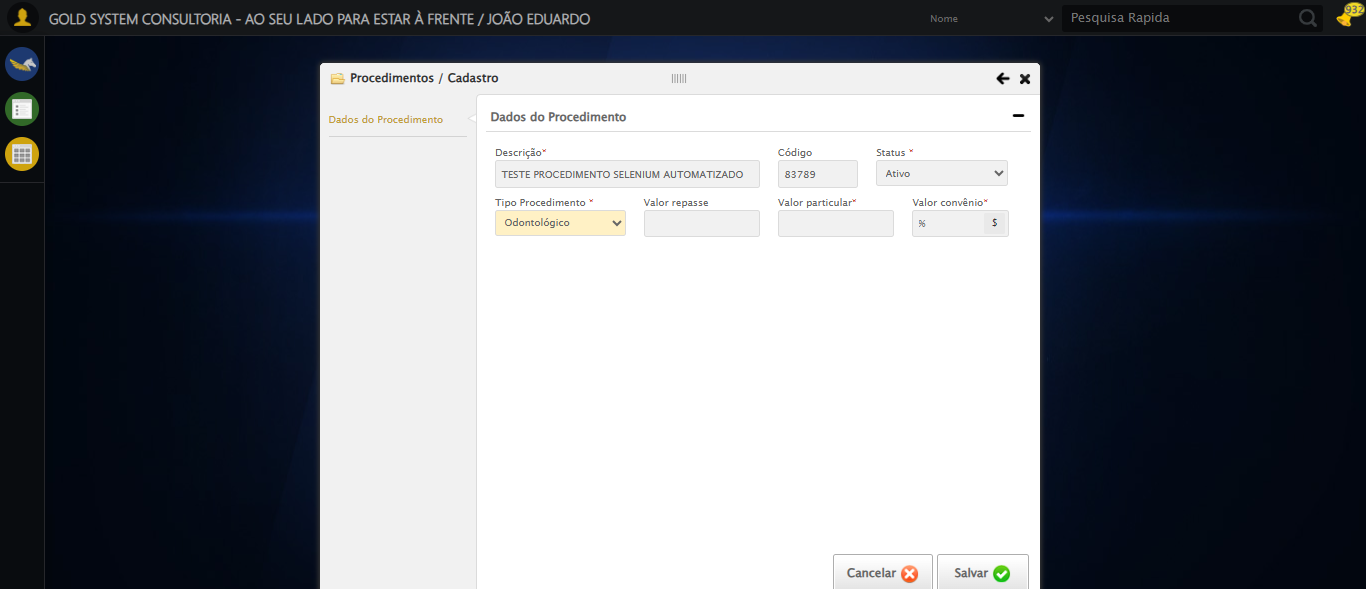 GOLD SYSTEM CONSULTORIA - AO SEU LADO PARA ESTAR À FRENTE / JOÃO EDUARDO
Nome
Pesquisa Rapida
932
Procedimentos / Cadastro
Dados do Procedimento
Dados do Procedimento
Descrição* Código Status *
TESTE PROCEDIMENTO SELENIUM AUTOMATIZADO 83789 Ativo
Tipo Procedimento * Valor repasse Valor particular* Valor convênio*
Odontológico % $
Cancelar Salvar